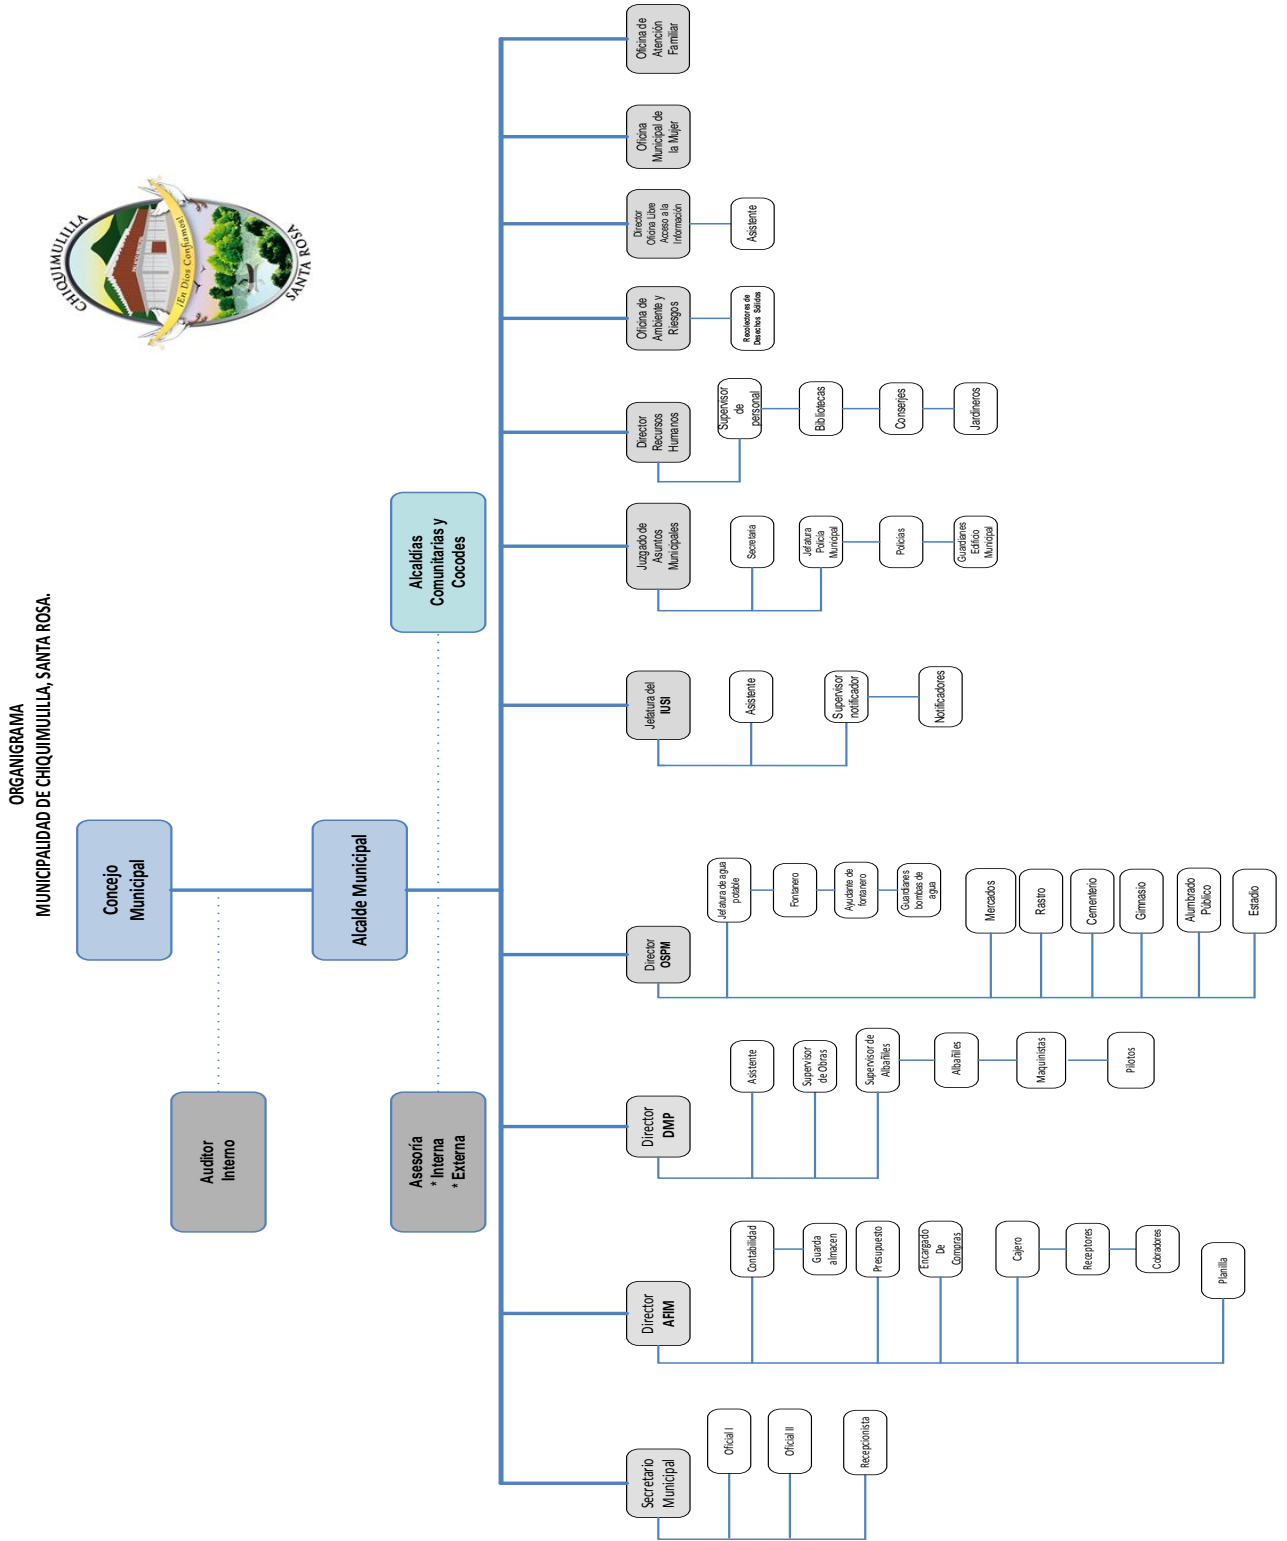 ORGANIGRAMA
MUNICIPALIDAD DE CHIQUIMULILLA, SANTA ROSA.
CHIQUIMULILLA
¡En Dios Confiamos!
SANTA ROSA
Concejo
Municipal
Auditor
Interno
Alcalde Municipal
Asesoría
* Interna
* Externa
Alcaldías
Comunitarias y
Cocodes
Secretario
Municipal
Oficial I
Oficial II
Recepcionista
Director
AFIM
Contabilidad
Guarda
almacen
Presupuesto
Encargado
De
Compras
Cajero
Receptores
Cobradores
Planilla
Director
DMP
Asistente
Supervisor
de Obras
Supervisor de
Albañiles
Albañiles
Maquinistas
Pilotos
Director
OSPM
Jefatura de agua
potable
Fontanero
Ayudante de
fontanero
Guardianes
bombas de
agua
Mercados
Rastro
Cementerio
Gimnasio
Alumbrado
Público
Estadio
Jefatura del
IUSI
Asistente
Supervisor
notificador
Notificadores
Juzgado de
Asuntos
Municipales
Secretaria
Jefatura
Policía
Municipal
Policías
Guardianes
Edificio
Municipal
Director
Recursos
Humanos
Supervisor
de
personal
Bibliotecas
Conserjes
Jardineros
Oficina de
Ambiente y
Riesgos
Recolectores de
Desechos Sólidos
Director
Oficina Libre
Acceso a la
Información
Asistente
Oficina
Municipal de
la Mujer
Oficina de
Atención
Familiar